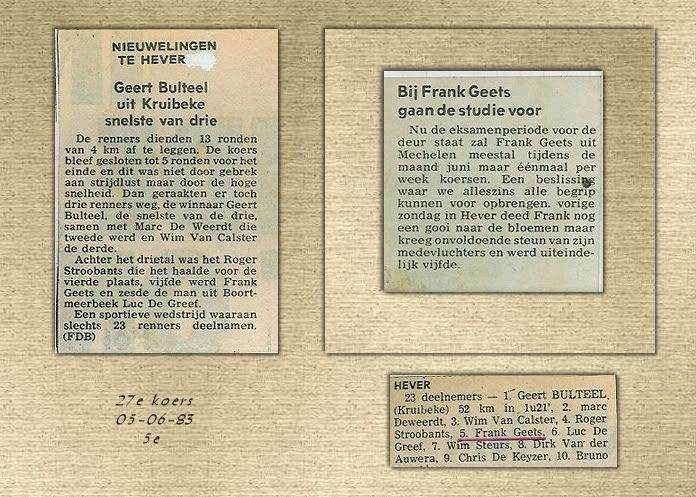 NIEUWELINGEN
TE HEVER
Geert Bulteel
uit Kruibeke
snelste van drie
De renners dienden 13 ronden
van 4 km af te leggen. De koers
bleef gesloten tot 5 ronden voor het
einde en dit was niet door gebrek
aan strijdlust maar door de hoge
snelheid. Dan geraakten er toch
drie renners weg, de winnaar Geert
Bulteel, de snelste van de drie,
samen met Marc De Weerdt die
tweede werd en Wim Van Calster
de derde.
Achter het drietal was het Roger
Stroobants die het haalde voor de
vierde plaats, vijfde werd Frank
Geets en zesde de man uit Boort-
meerbeek Luc De Greef.
Een sportieve wedstrijd waaraan
slechts 23 renners deelnamen.
(FDB)
Bij Frank Geets
gaan de studie voor
Nu de eksamenperiode voor de
deur staat zal Frank Geets uit
Mechelen meestal tijdens de
maand juni maar éénmaal per
week koersen. Een beslissing
waar we alleszins alle begrip
kunnen voor opbrengen. vorige
zondag in Hever deed Frank nog
een gooi naar de bloemen maar
kreeg onvoldoende steun van zijn
medevluchters en werd uiteinde-
lijk vijfde.
27e koers
05-06-83
5e
HEVER
23 deelnemers — 1. Geert BULTEEL
(Kruibeke) 52 km in 1u21', 2. marc
Deweerdt, 3. Wim Van Calster, 4. Roger
Stroobants, 5. Frank Geets, 6. Luc De
Greef, 7. Wim Steurs, 8. Dirk Van der
Auwera, 9. Chris De Keyzer, 10. Bruno